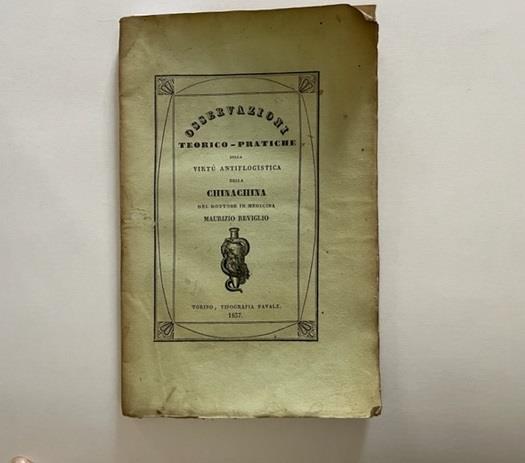 OSSERVAZIONI
TEORICO-PRATICHE
SULLA
VIRTÙ ANTIFLOGISTICA
DELLA
CHINACHINA
DEL DOTTORE IN MEDICINA
MAURIZIO REVIGLIO
TORINO, TIPOGRAFIA FAVALE.
1837.